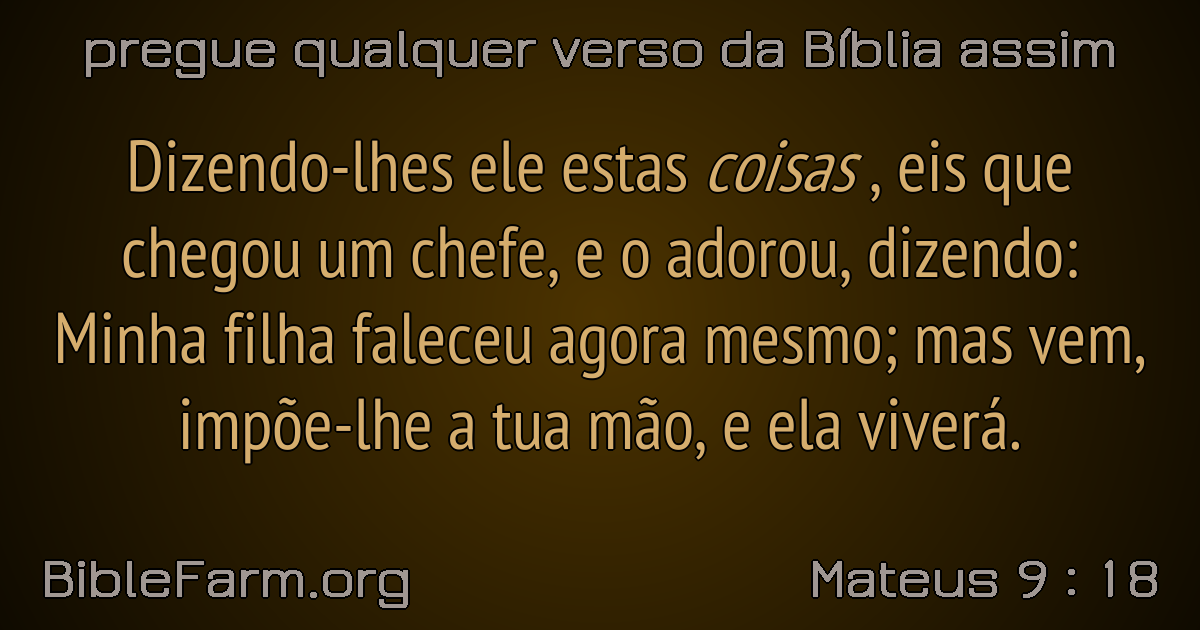 pregue qualquer verso da Bíblia assim
Dizendo-lhes ele estas coisas , eis que
chegou um chefe, e o adorou, dizendo:
Minha filha faleceu agora mesmo; mas vem,
impõe-lhe a tua mão, e ela viverá.
BibleFarm.org
Mateus 9 : 18